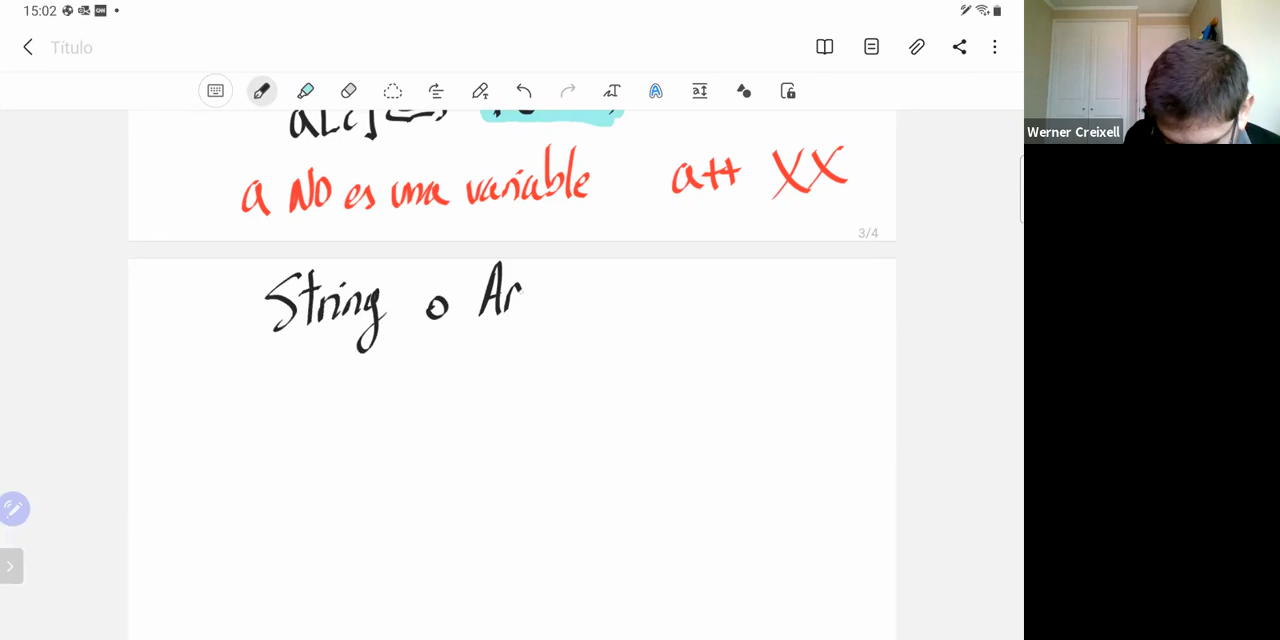 15:02
Título
a NO es una variable a++ XX
3/4
String o Ar
Werner Creixell